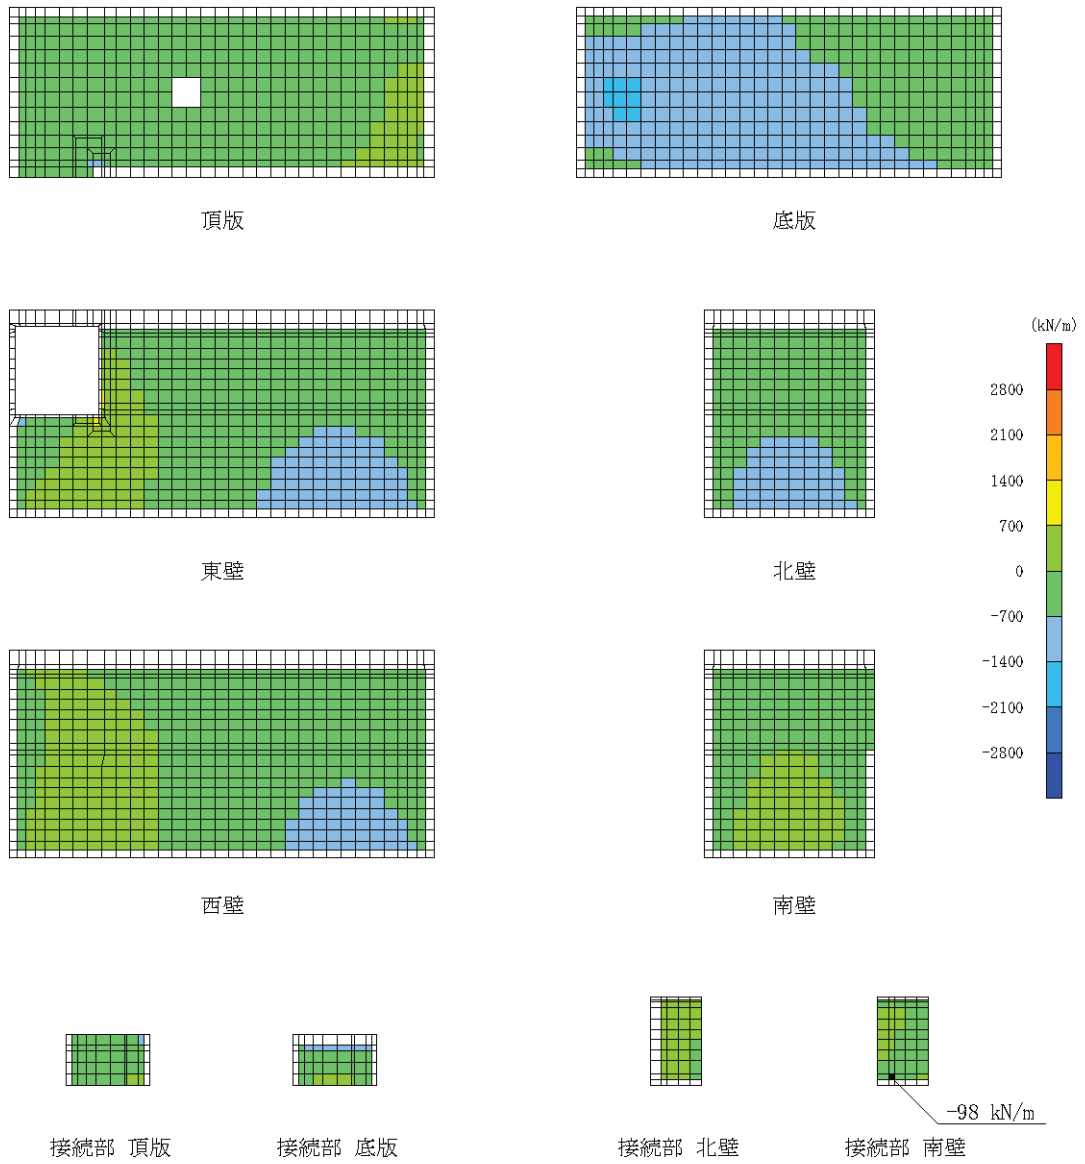 頂版
底版
(kN/m)
2800
2100
1400
700
0
-700
-1400
-2100
-2800
東壁
北壁
西壁
南壁
-98 kN/m
接続部 頂版
接続部 底版
接続部 北壁
接続部 南壁